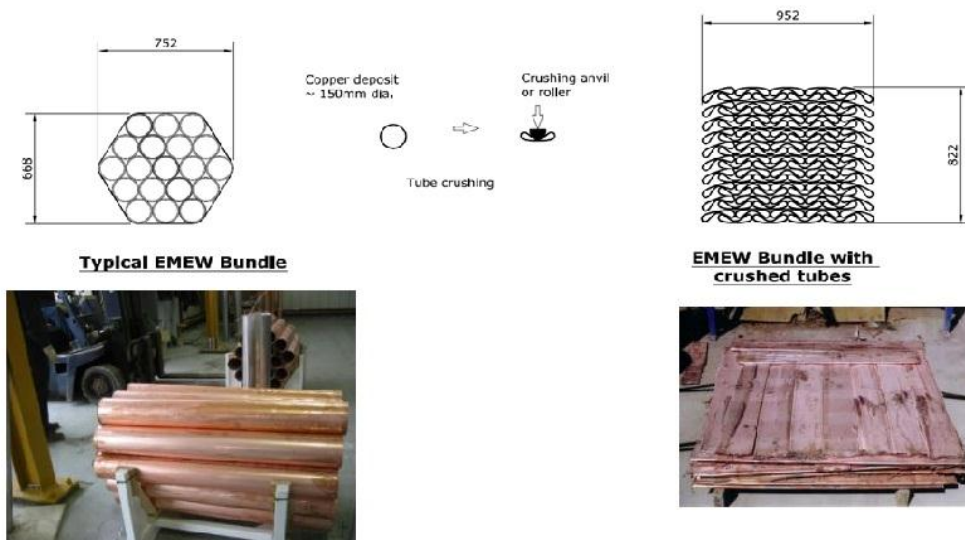 752
668
Copper deposit
~ 150mm dia.
Tube crushing
Crushing anvil
or roller
952
822
Typical EMEW Bundle
EMEW Bundle with
crushed tubes